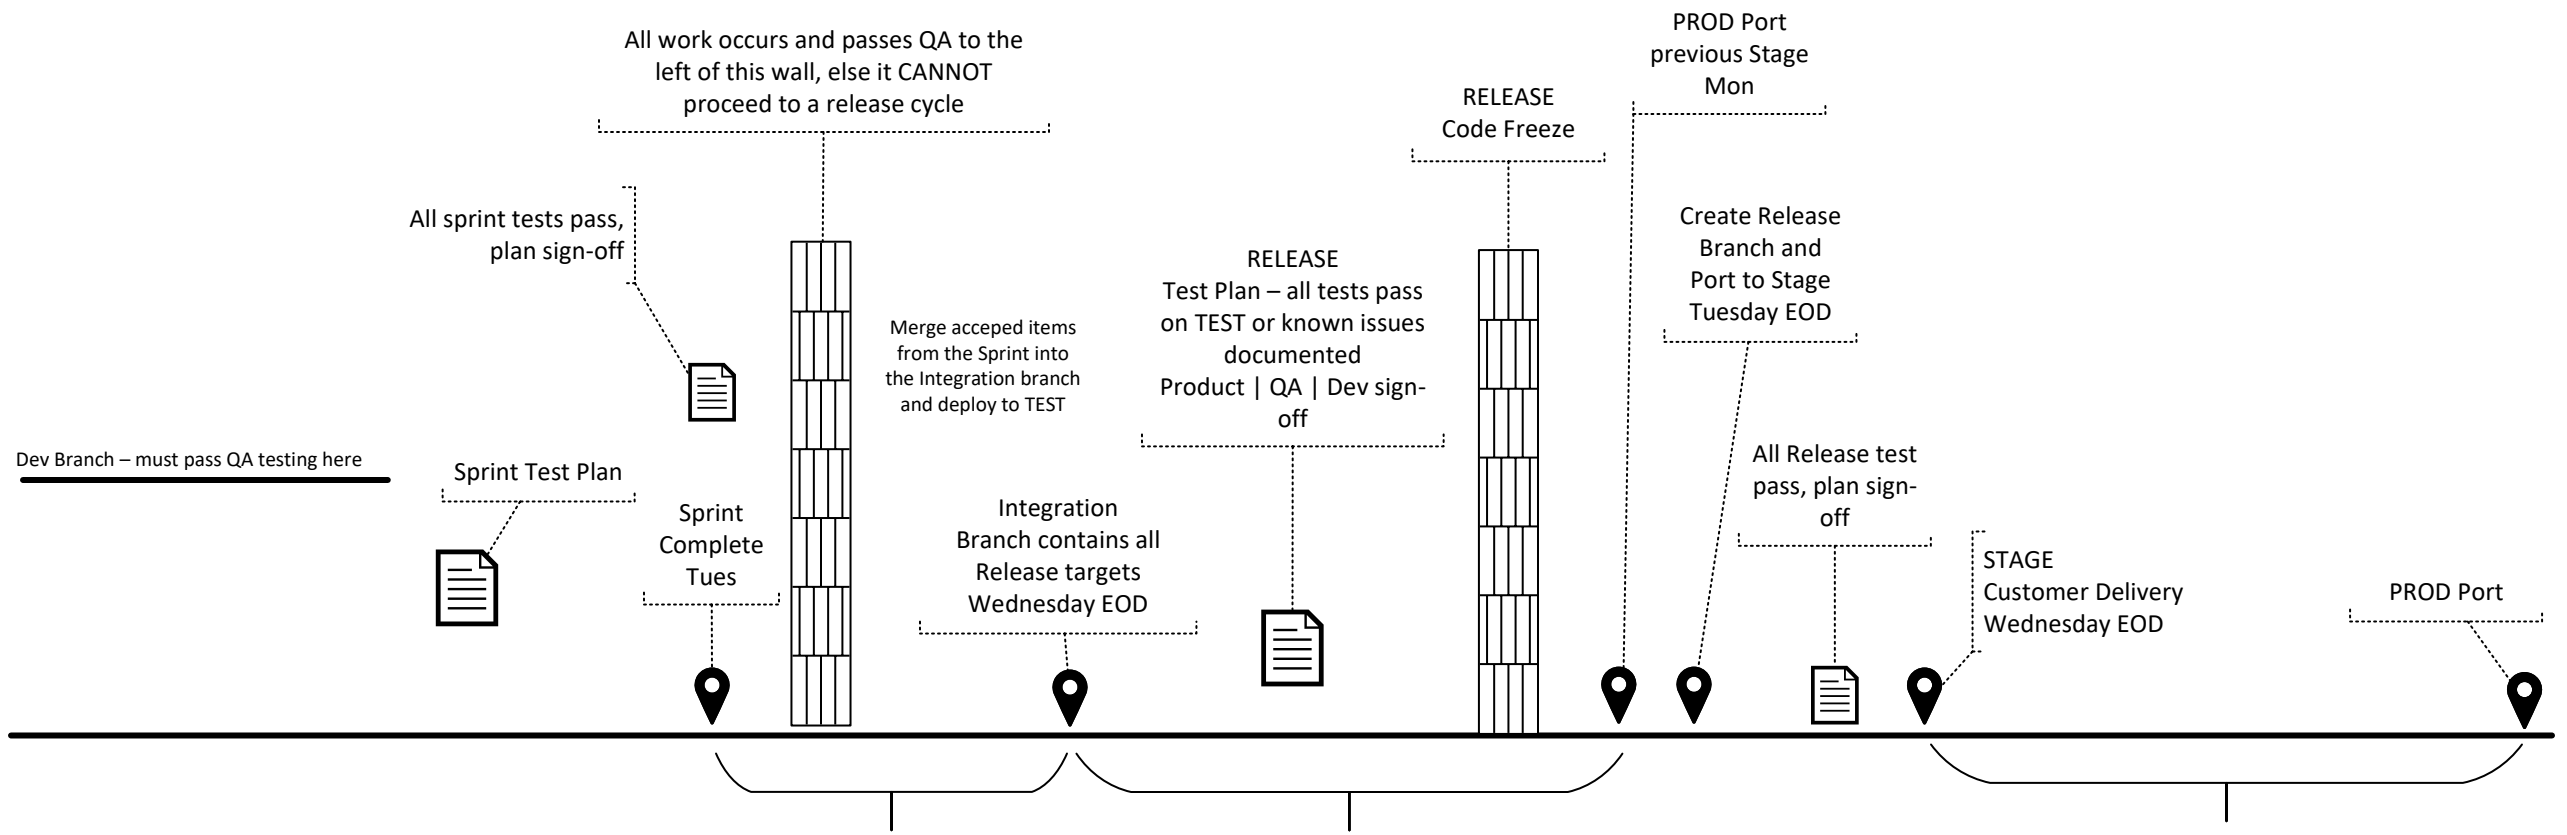 PROD Port
previous Stage
Mon
All work occurs and passes QA to the
left of this wall, else it CANNOT
proceed to a release cycle
RELEASE
Code Freeze
All sprint tests pass,
plan sign-off
Create Release
Branch and
Port to Stage
Tuesday EOD
RELEASE
Test Plan – all tests pass
on TEST or known issues
documented
Product | QA | Dev sign-
off
Merge acceped items
from the Sprint into
the Integration branch
and deploy to TEST
Dev Branch – must pass QA testing here
Sprint Test Plan
Sprint
Complete
Tues
Integration
Branch contains all
Release targets
Wednesday EOD
All Release test
pass, plan sign-
off
STAGE
Customer Delivery
Wednesday EOD
PROD Port